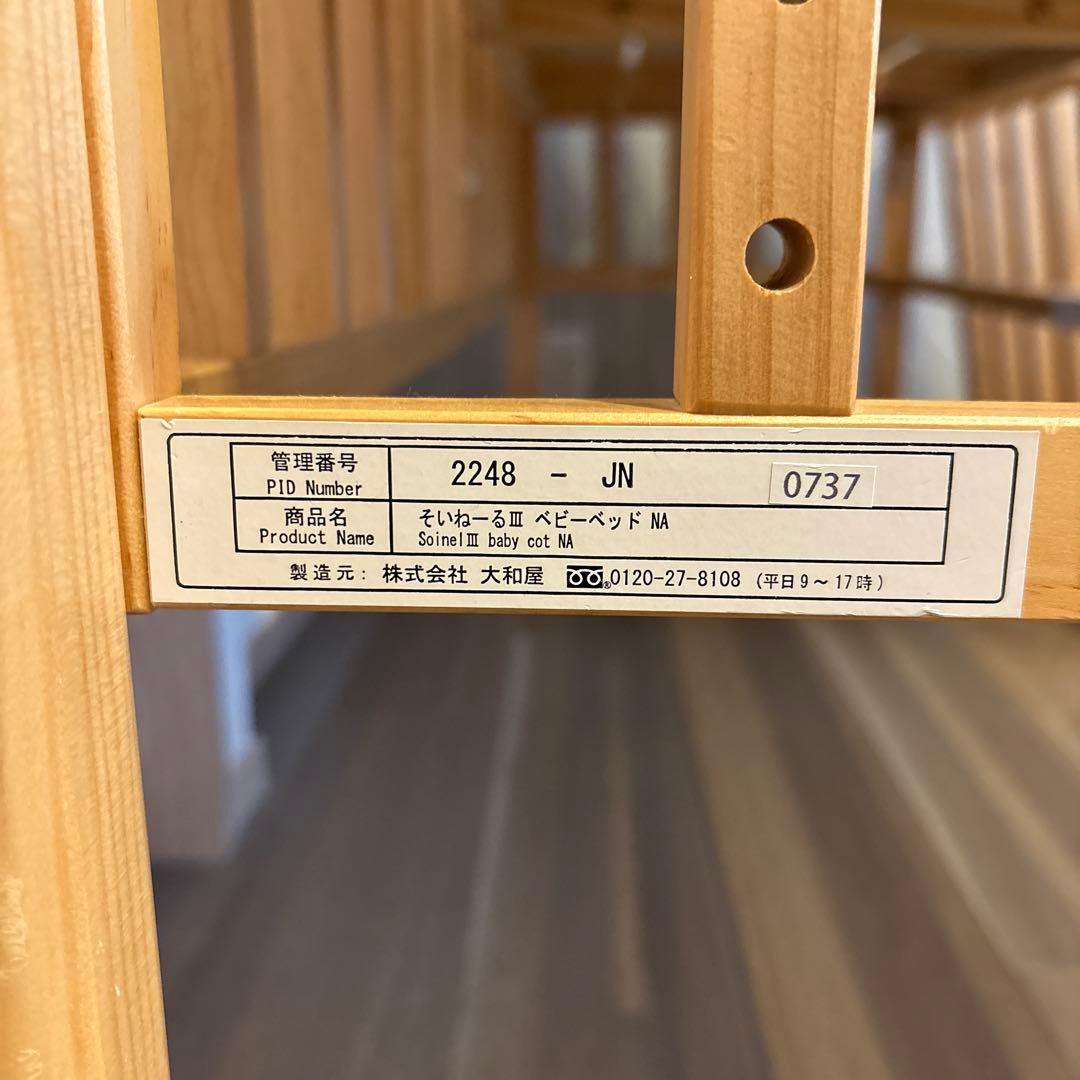 管理番号 2248 - JN 0737
PID Number
商品名 そいねーるⅢ ベビーベッド NA
Product Name SoinelⅢ baby cot NA
製造元: 株式会社 大和屋 0120-27-8108 (平日9～17時)